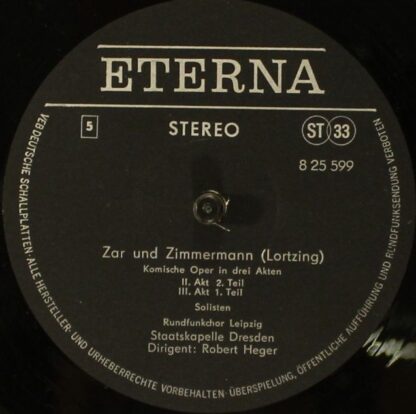 ETERNA
5
STEREO
ST 33
8 25 599
Zar und Zimmermann (Lortzing)
Komische Oper in drei Akten
II. Akt 2. Teil
III. Akt 1. Teil
Solisten
Rundfunkchor Leipzig
Staatskapelle Dresden
Dirigent: Robert Heger
VEB DEUTSCHE SCHALLPLATTEN · ALLE HERSTELLER UND URHEBERRECHTE VORBEHALTEN · ÜBERSPIELUNG, ÖFFENTLICHE AUFFÜHRUNG UND RUNDFUNKSENDUNG VERBOTEN